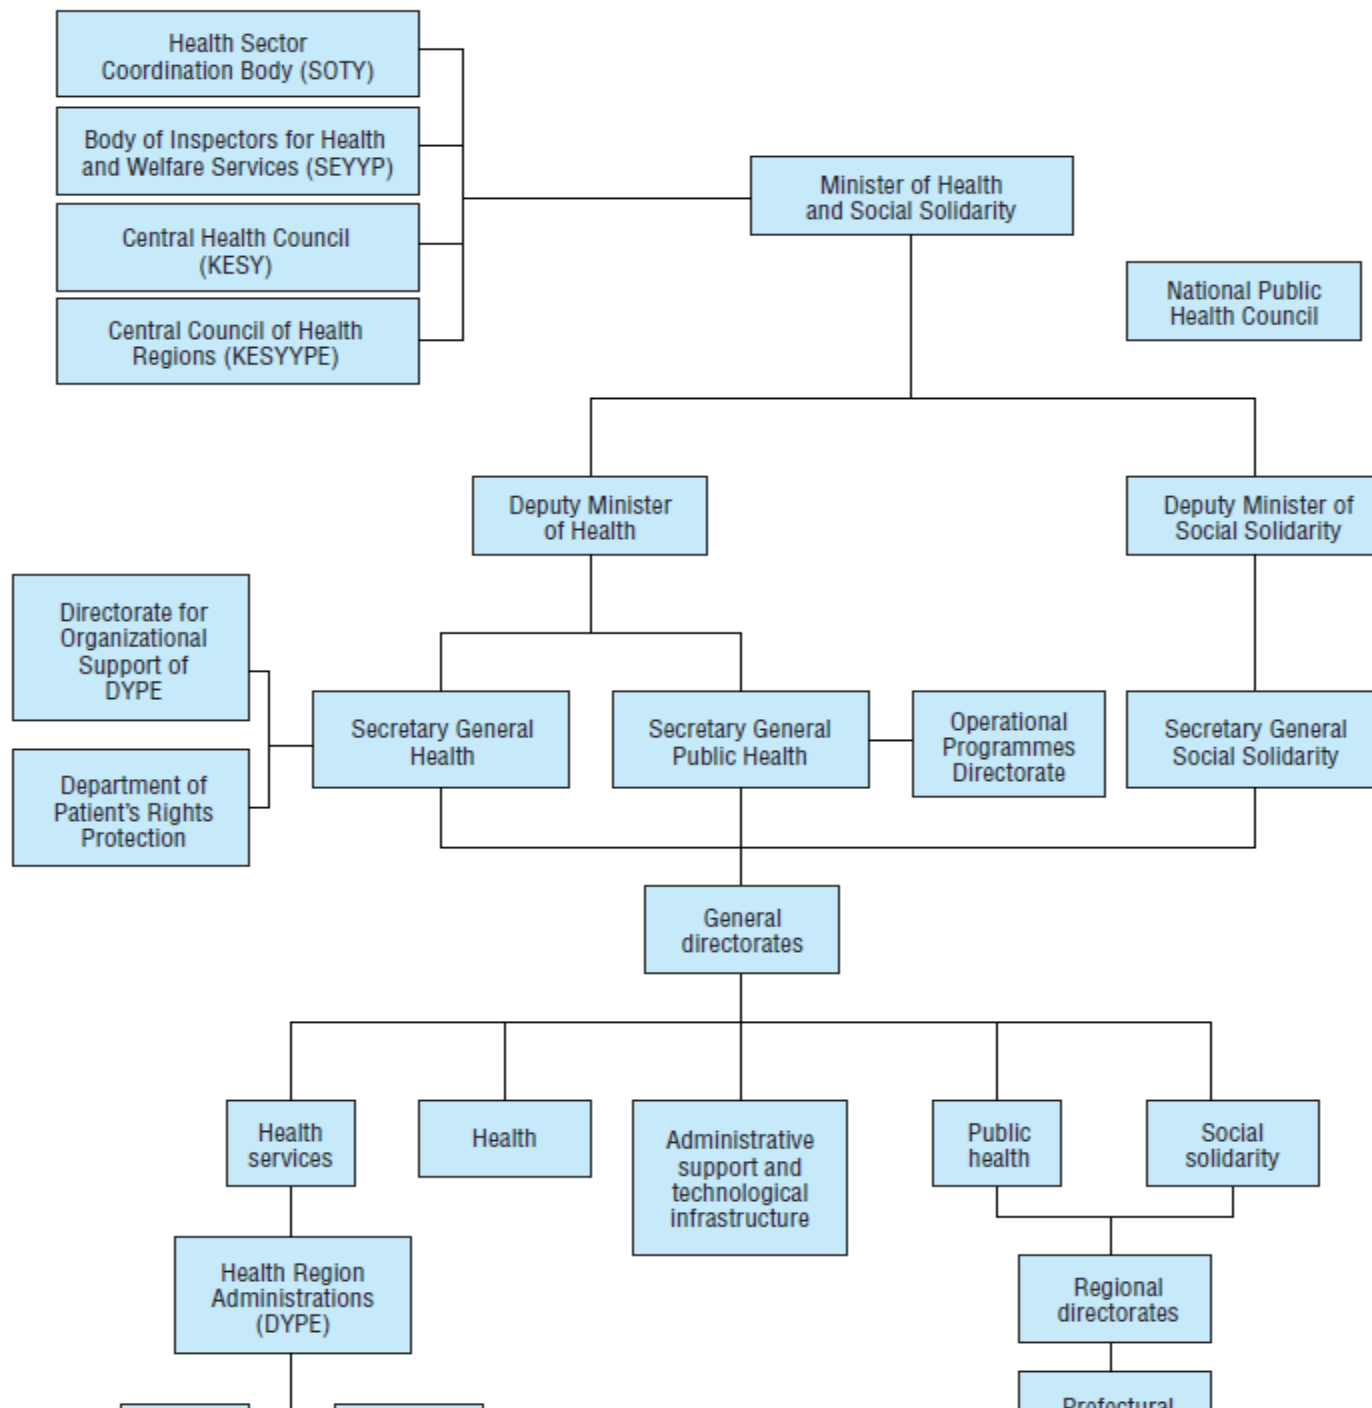 Health Sector
Coordination Body (SOTY)
Body of Inspectors for Health
and Welfare Services (SEYYP)
Central Health Council
(KESY)
Central Council of Health
Regions (KESYYPE)
Minister of Health
and Social Solidarity
National Public
Health Council
Deputy Minister
of Health
Deputy Minister of
Social Solidarity
Directorate for
Organizational
Support of
DYPE
Department of
Patient's Rights
Protection
Secretary General
Health
Secretary General
Public Health
Operational
Programmes
Directorate
Secretary General
Social Solidarity
General
directorates
Health
services
Health
Administrative
support and
technological
infrastructure
Public
health
Social
solidarity
Health Region
Administrations
(DYPE)
Regional
directorates
Prefectural